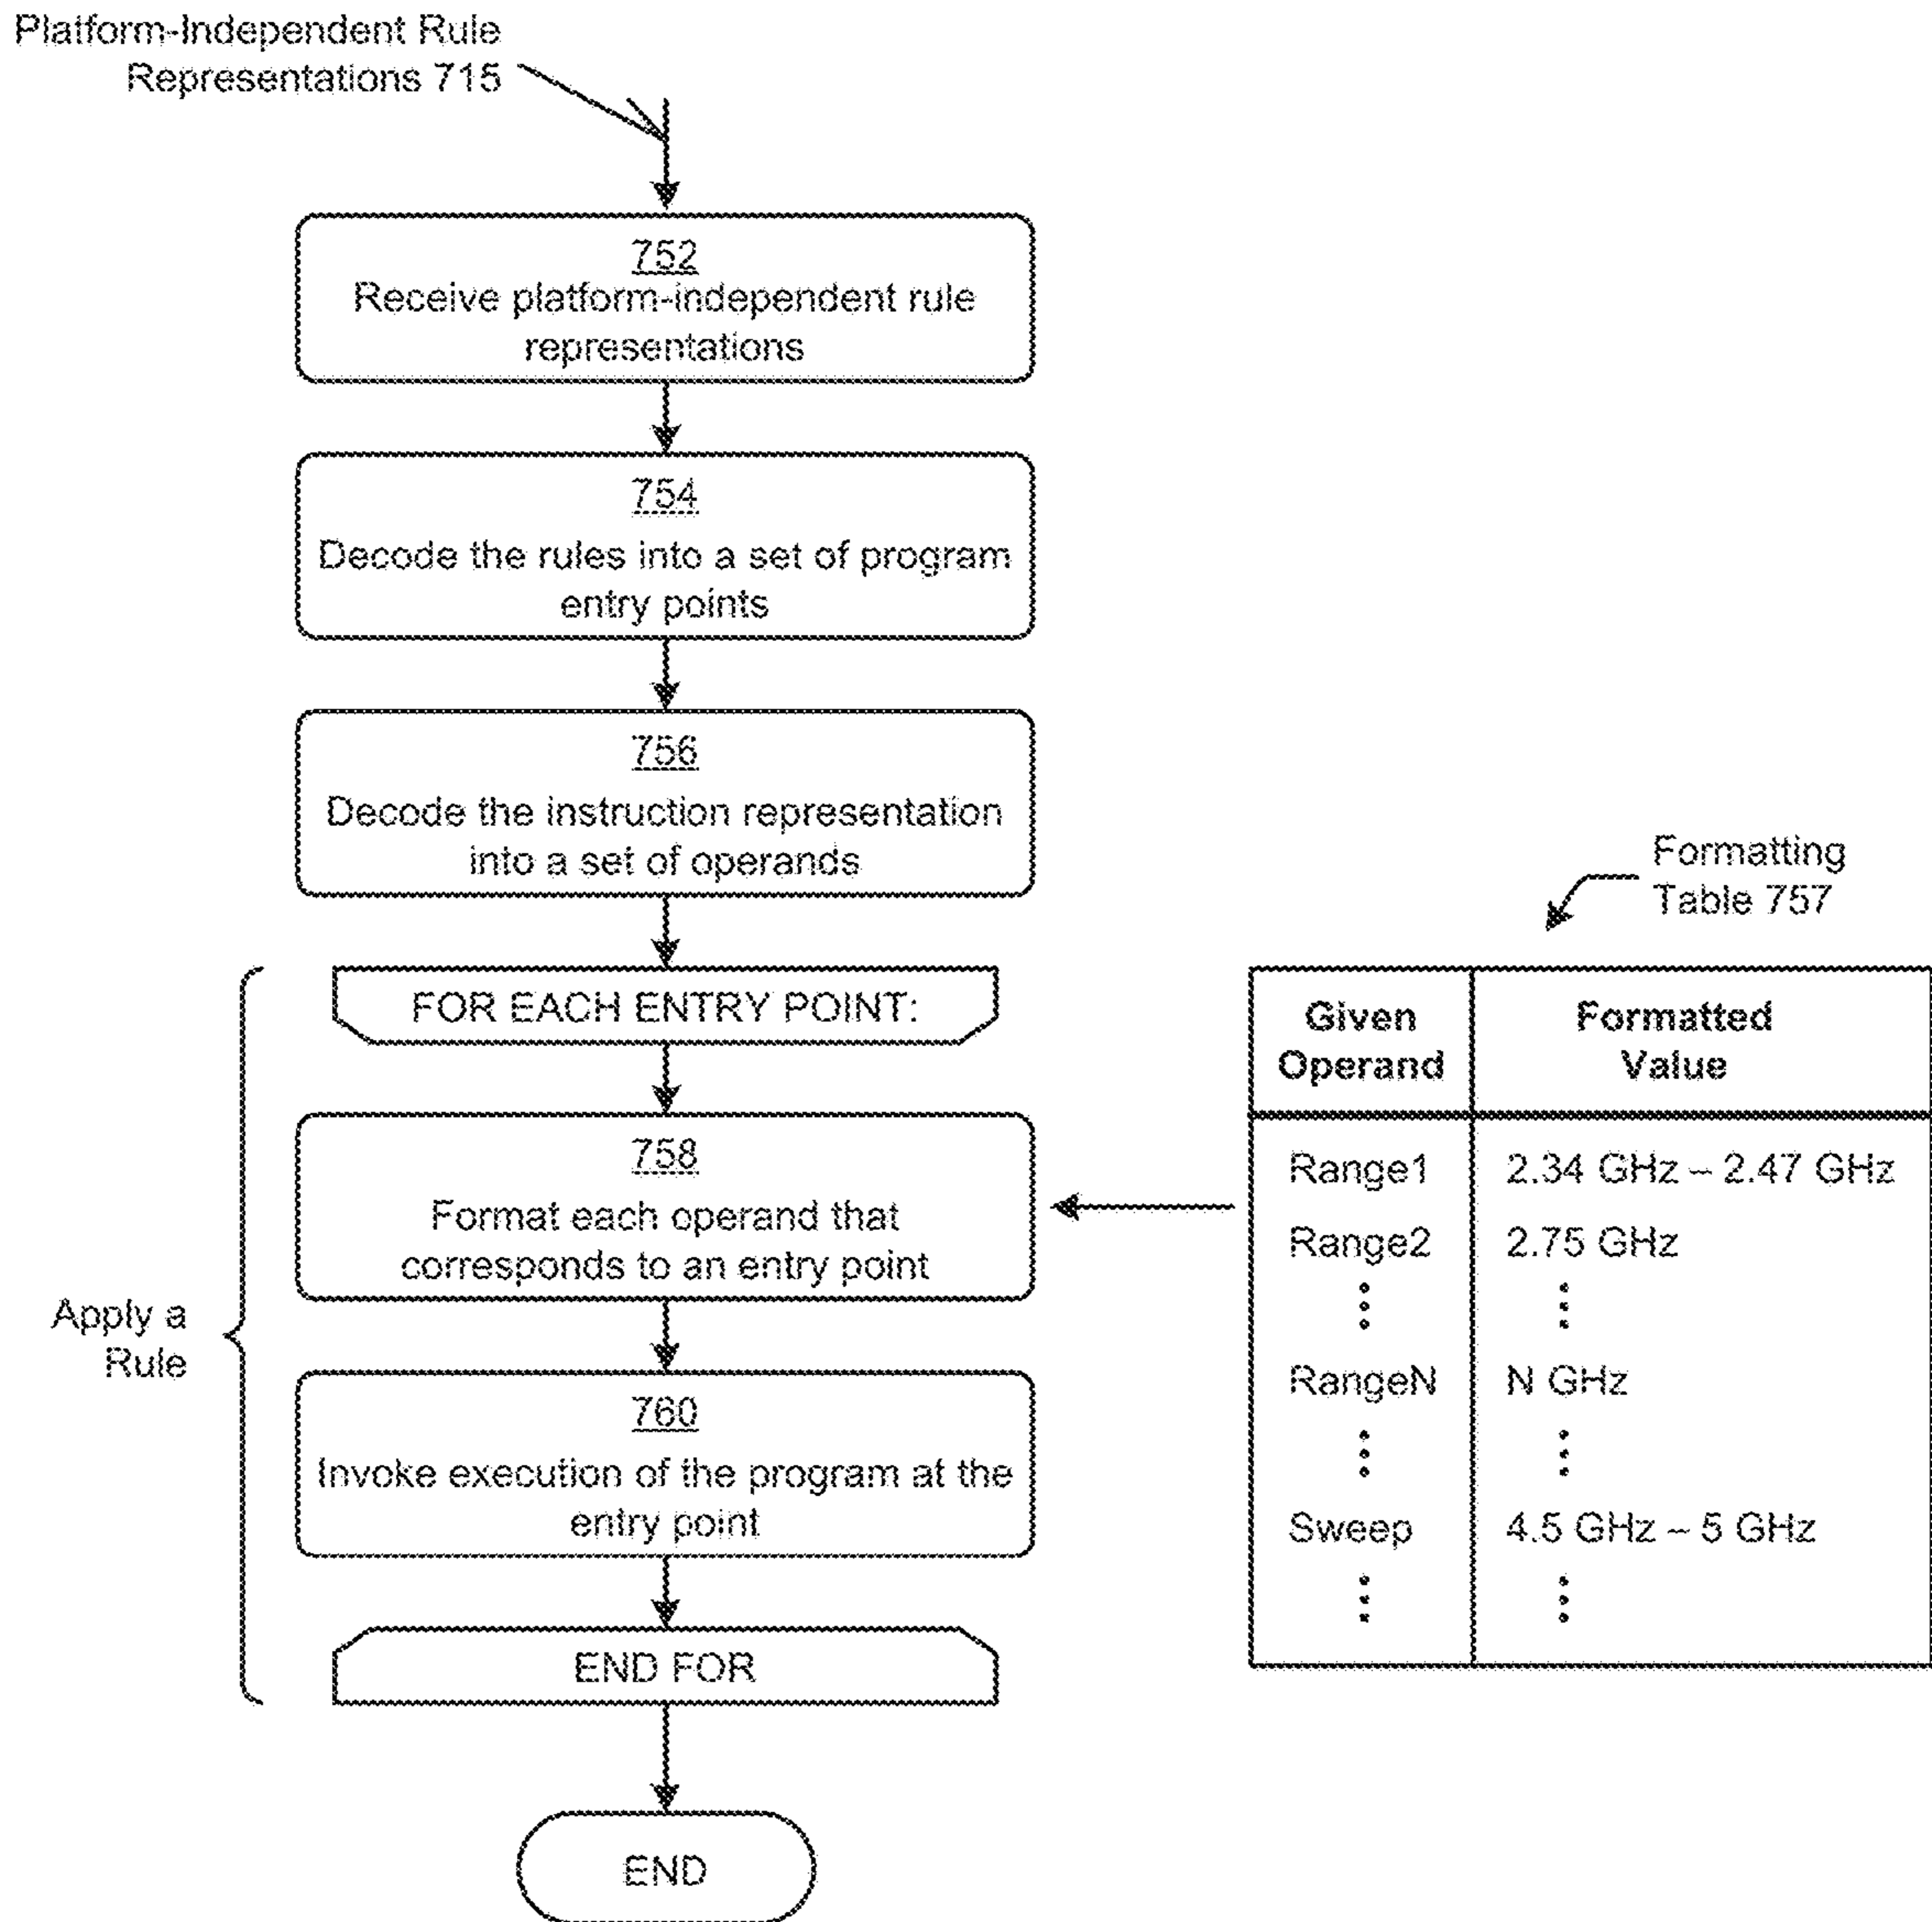 Platform-Independent Rule
Representations 715
752
Receive platform-independent rule
representations
754
Decode the rules into a set of program
entry points
756
Decode the instruction representation
into a set of operands
FOR EACH ENTRY POINT:
758
Format each operand that
corresponds to an entry point
760
Invoke execution of the program at the
entry point
END FOR
END
Apply a
Rule
Formatting
Table 757
Given
Operand
Formatted
Value
Range1 2.34 GHz – 2.47 GHz
Range2 2.75 GHz
RangeN N GHz
Sweep 4.5 GHz – 5 GHz